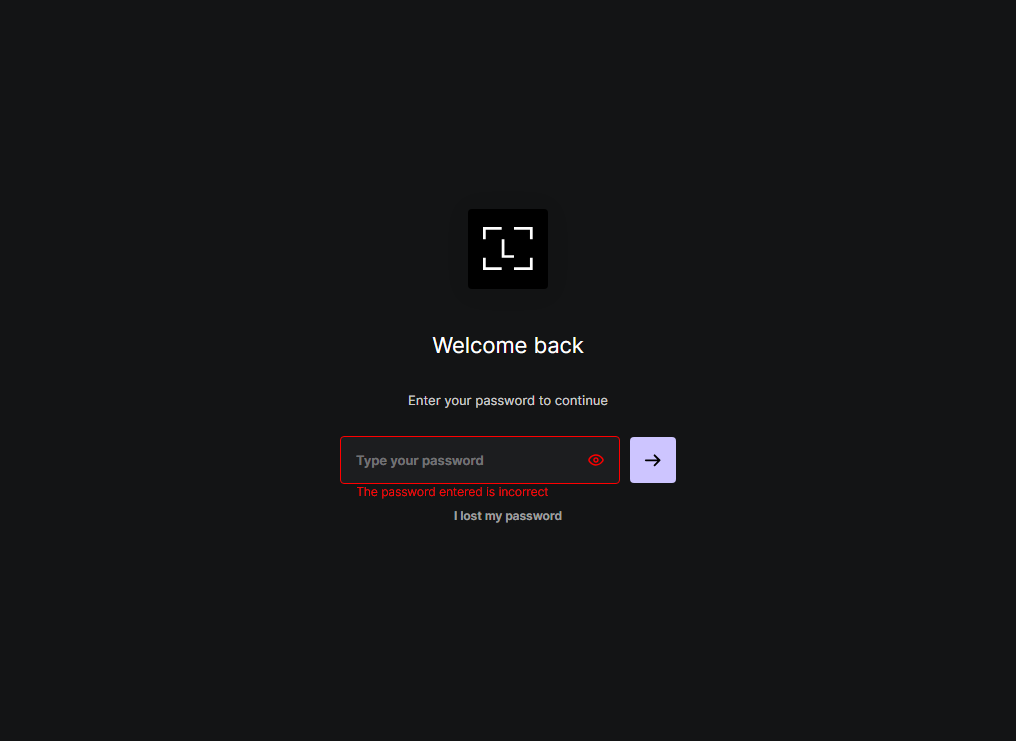 L
Welcome back
Enter your password to continue
Type your password
The password entered is incorrect
I lost my password